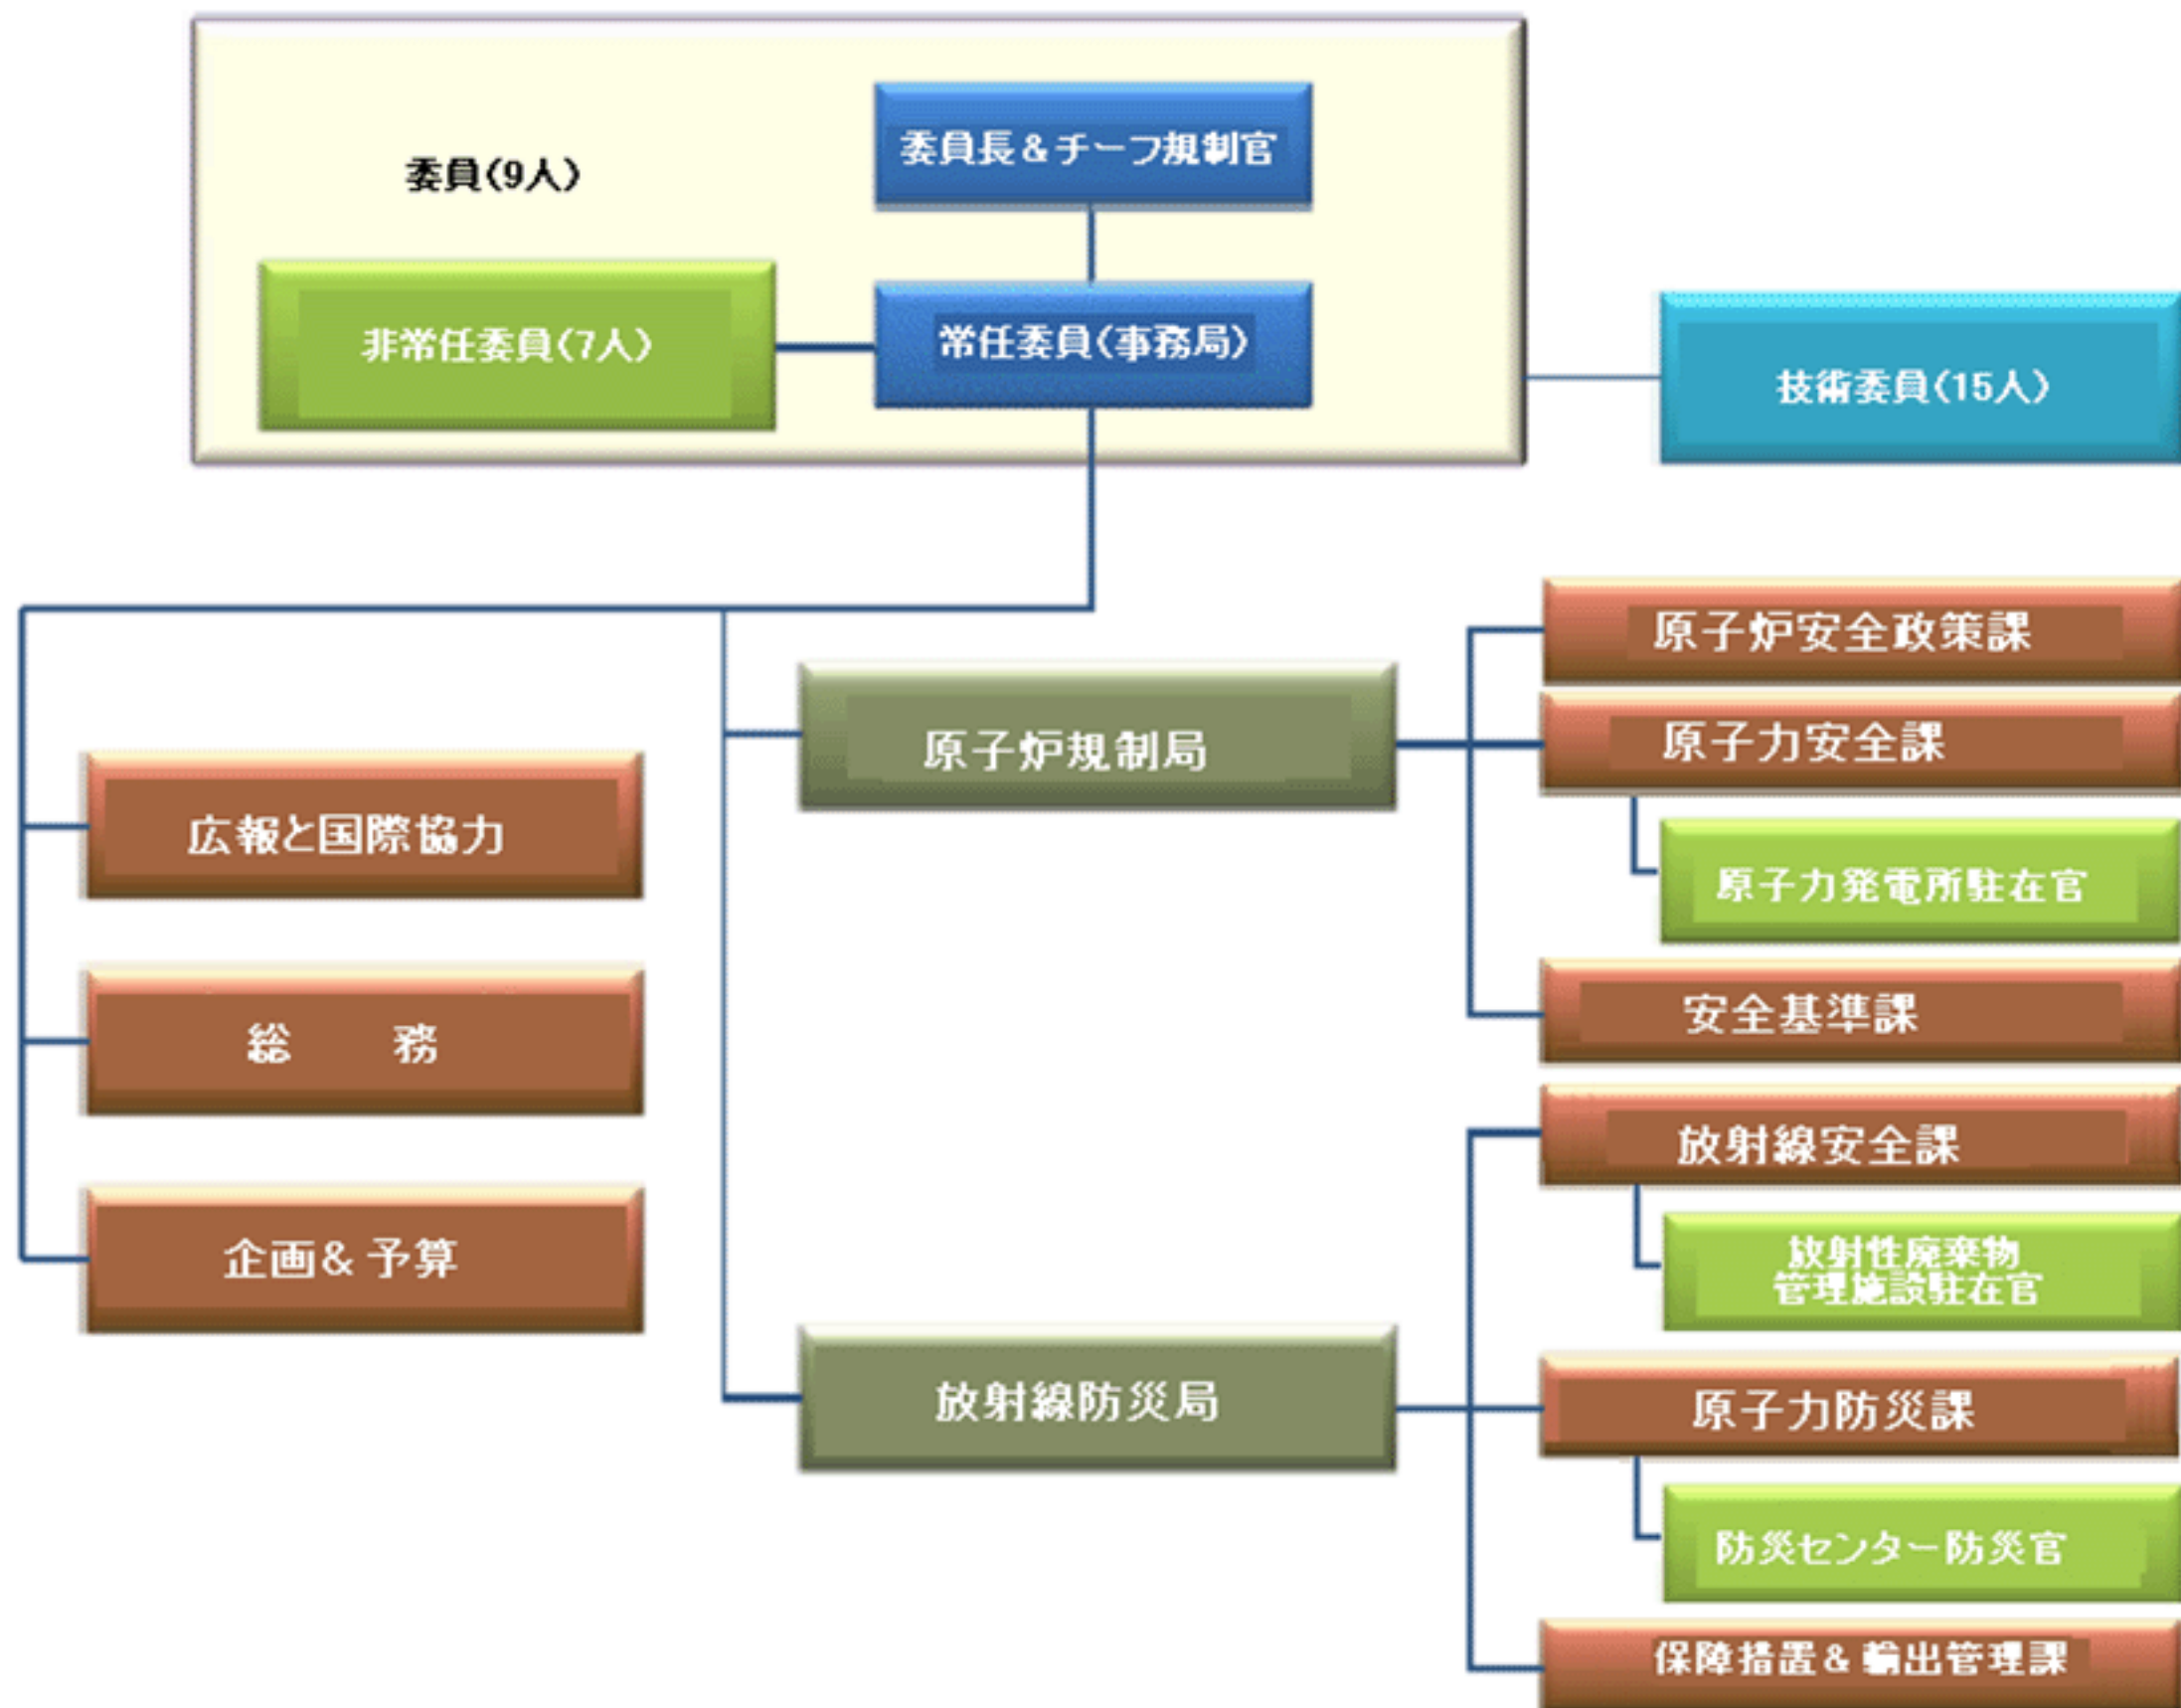 委員(9人)
委員長&チーフ規制官
非常任委員(7人)
常任委員(事務局)
技術委員(15人)
広報と国際協力
総　務
企画& 予算
原子炉規制局
原子炉安全政策課
原子力安全課
原子力発電所駐在官
安全基準課
放射線防災局
放射線安全課
放射性廃棄物
管理施設駐在官
原子力防災課
防災センター防災官
保障措置& 輸出管理課